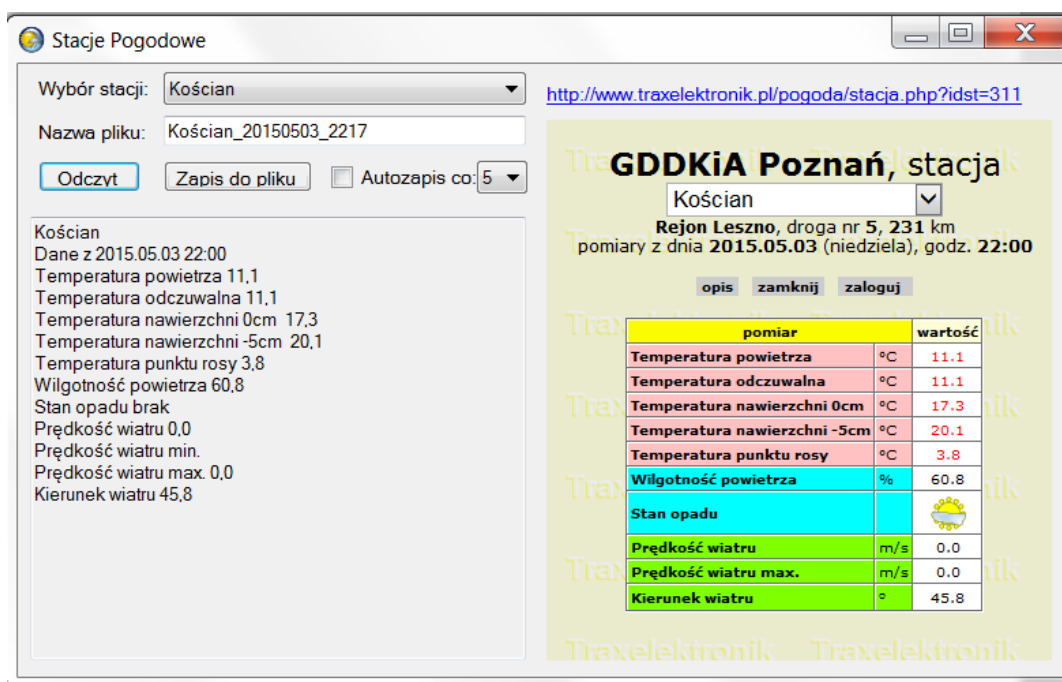 Stacje Pogodowe
Wybór stacji: Kościan
Nazwa pliku: Kościan_20150503_2217
Odczyt Zapis do pliku Autozapis co: 5
Kościan
Dane z 2015.05.03 22:00
Temperatura powietrza 11,1
Temperatura odczuwalna 11,1
Temperatura nawierzchni 0cm 17,3
Temperatura nawierzchni -5cm 20,1
Temperatura punktu rosy 3,8
Wilgotność powietrza 60,8
Stan opadu brak
Prędkość wiatru 0,0
Prędkość wiatru min.
Prędkość wiatru max. 0,0
Kierunek wiatru 45,8
http://www.traxelektronik.pl/pogoda/stacja.php?idst=311
GDDKiA Poznań, stacja
Kościan
Rejon Leszno, droga nr 5, 231 km
pomiary z dnia 2015.05.03 (niedziela), godz. 22:00
opis zamknij zaloguj
pomiar wartość
Temperatura powietrza °C 11.1
Temperatura odczuwalna °C 11.1
Temperatura nawierzchni 0cm °C 17.3
Temperatura nawierzchni -5cm °C 20.1
Temperatura punktu rosy °C 3.8
Wilgotność powietrza % 60.8
Stan opadu
Prędkość wiatru m/s 0.0
Prędkość wiatru max. m/s 0.0
Kierunek wiatru ° 45.8
Traxelektronik Traxelektronik